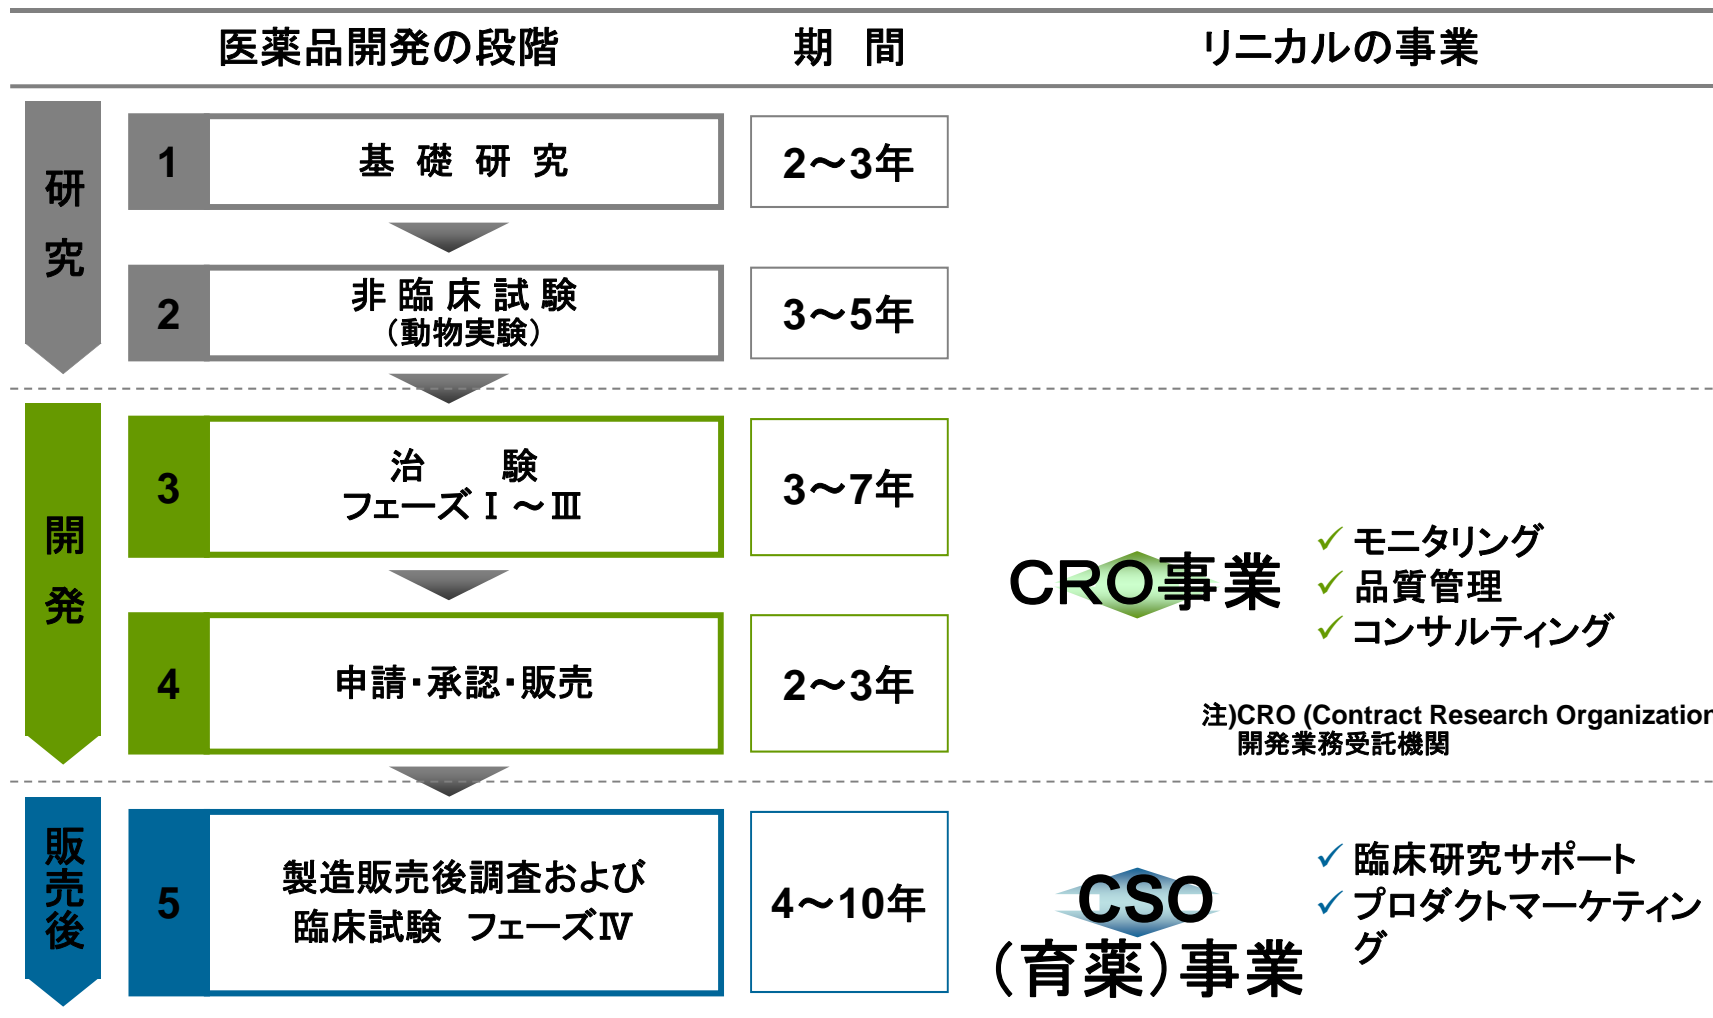 医薬品開発の段階
期　間
リニカルの事業
研究
1
基 礎 研 究
2～3年
2
非 臨 床 試 験
（動物実験）
3～5年
開発
3
治　　験
フェーズⅠ～Ⅲ
3～7年
4
申請・承認・販売
2～3年
CRO事業
✓ モニタリング
✓ 品質管理
✓ コンサルティング
注)CRO (Contract Research Organization
開発業務受託機関
販売後
5
製造販売後調査および
臨床試験　フェーズⅣ
4～10年
CSO
（育薬）事業
✓ 臨床研究サポート
✓ プロダクトマーケティン
グ